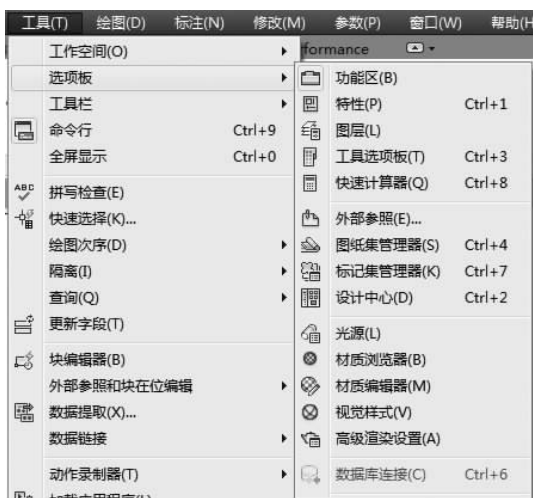 工具(T) 绘图(D) 标注(N) 修改(M) 参数(P) 窗口(W) 帮助(H
工作空间(O)
选项板
工具栏
命令行 Ctrl+9
全屏显示 Ctrl+0
ABC 拼写检查(E)
快速选择(K)...
绘图次序(D)
隔离(I)
查询(Q)
更新字段(T)
块编辑器(B)
外部参照和块在位编辑
数据提取(X)...
数据链接
动作录制器(T)
formance
功能区(B)
特性(P) Ctrl+1
图层(L)
工具选项板(T) Ctrl+3
快速计算器(Q) Ctrl+8
外部参照(E)...
图纸集管理器(S) Ctrl+4
标记集管理器(K) Ctrl+7
设计中心(D) Ctrl+2
光源(L)
材质浏览器(B)
材质编辑器(M)
视觉样式(V)
高级渲染设置(A)
数据库连接(C) Ctrl+6